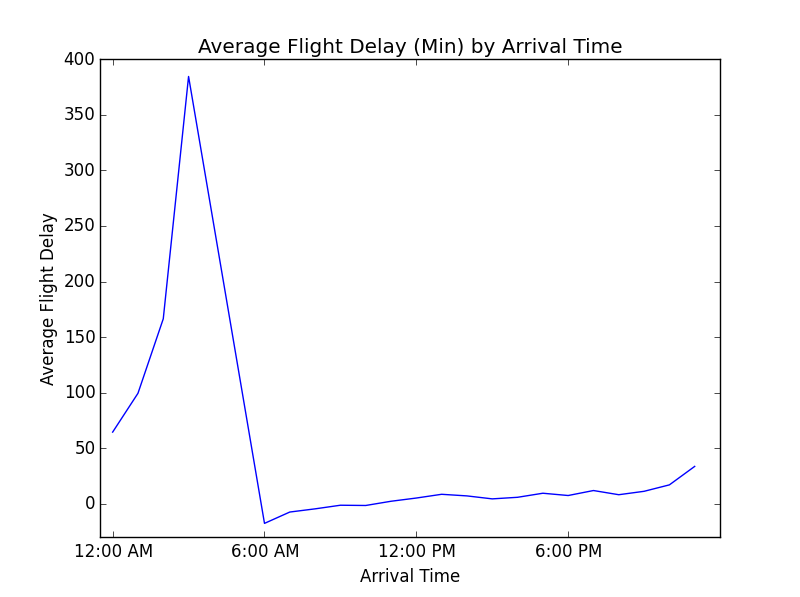 Average Flight Delay (Min) by Arrival Time
400
350
300
250
200
150
100
50
0
Average Flight Delay
12:00 AM 6:00 AM 12:00 PM 6:00 PM
Arrival Time